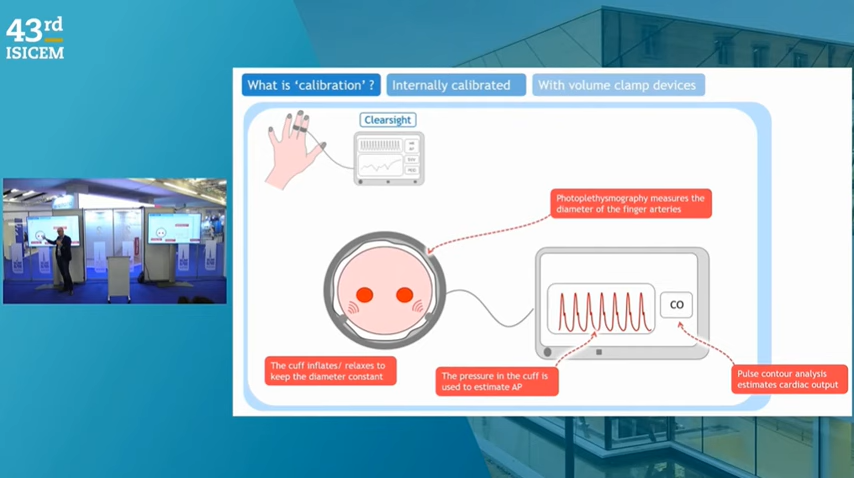 43rd
ISICEM
What is 'calibration' ?
Internally calibrated
With volume clamp devices
Clearsight
Photoplethysmography measures the
diameter of the finger arteries
CO
The cuff inflates/ relaxes to
keep the diameter constant
The pressure in the cuff is
used to estimate AP
Pulse contour analysis
estimates cardiac output